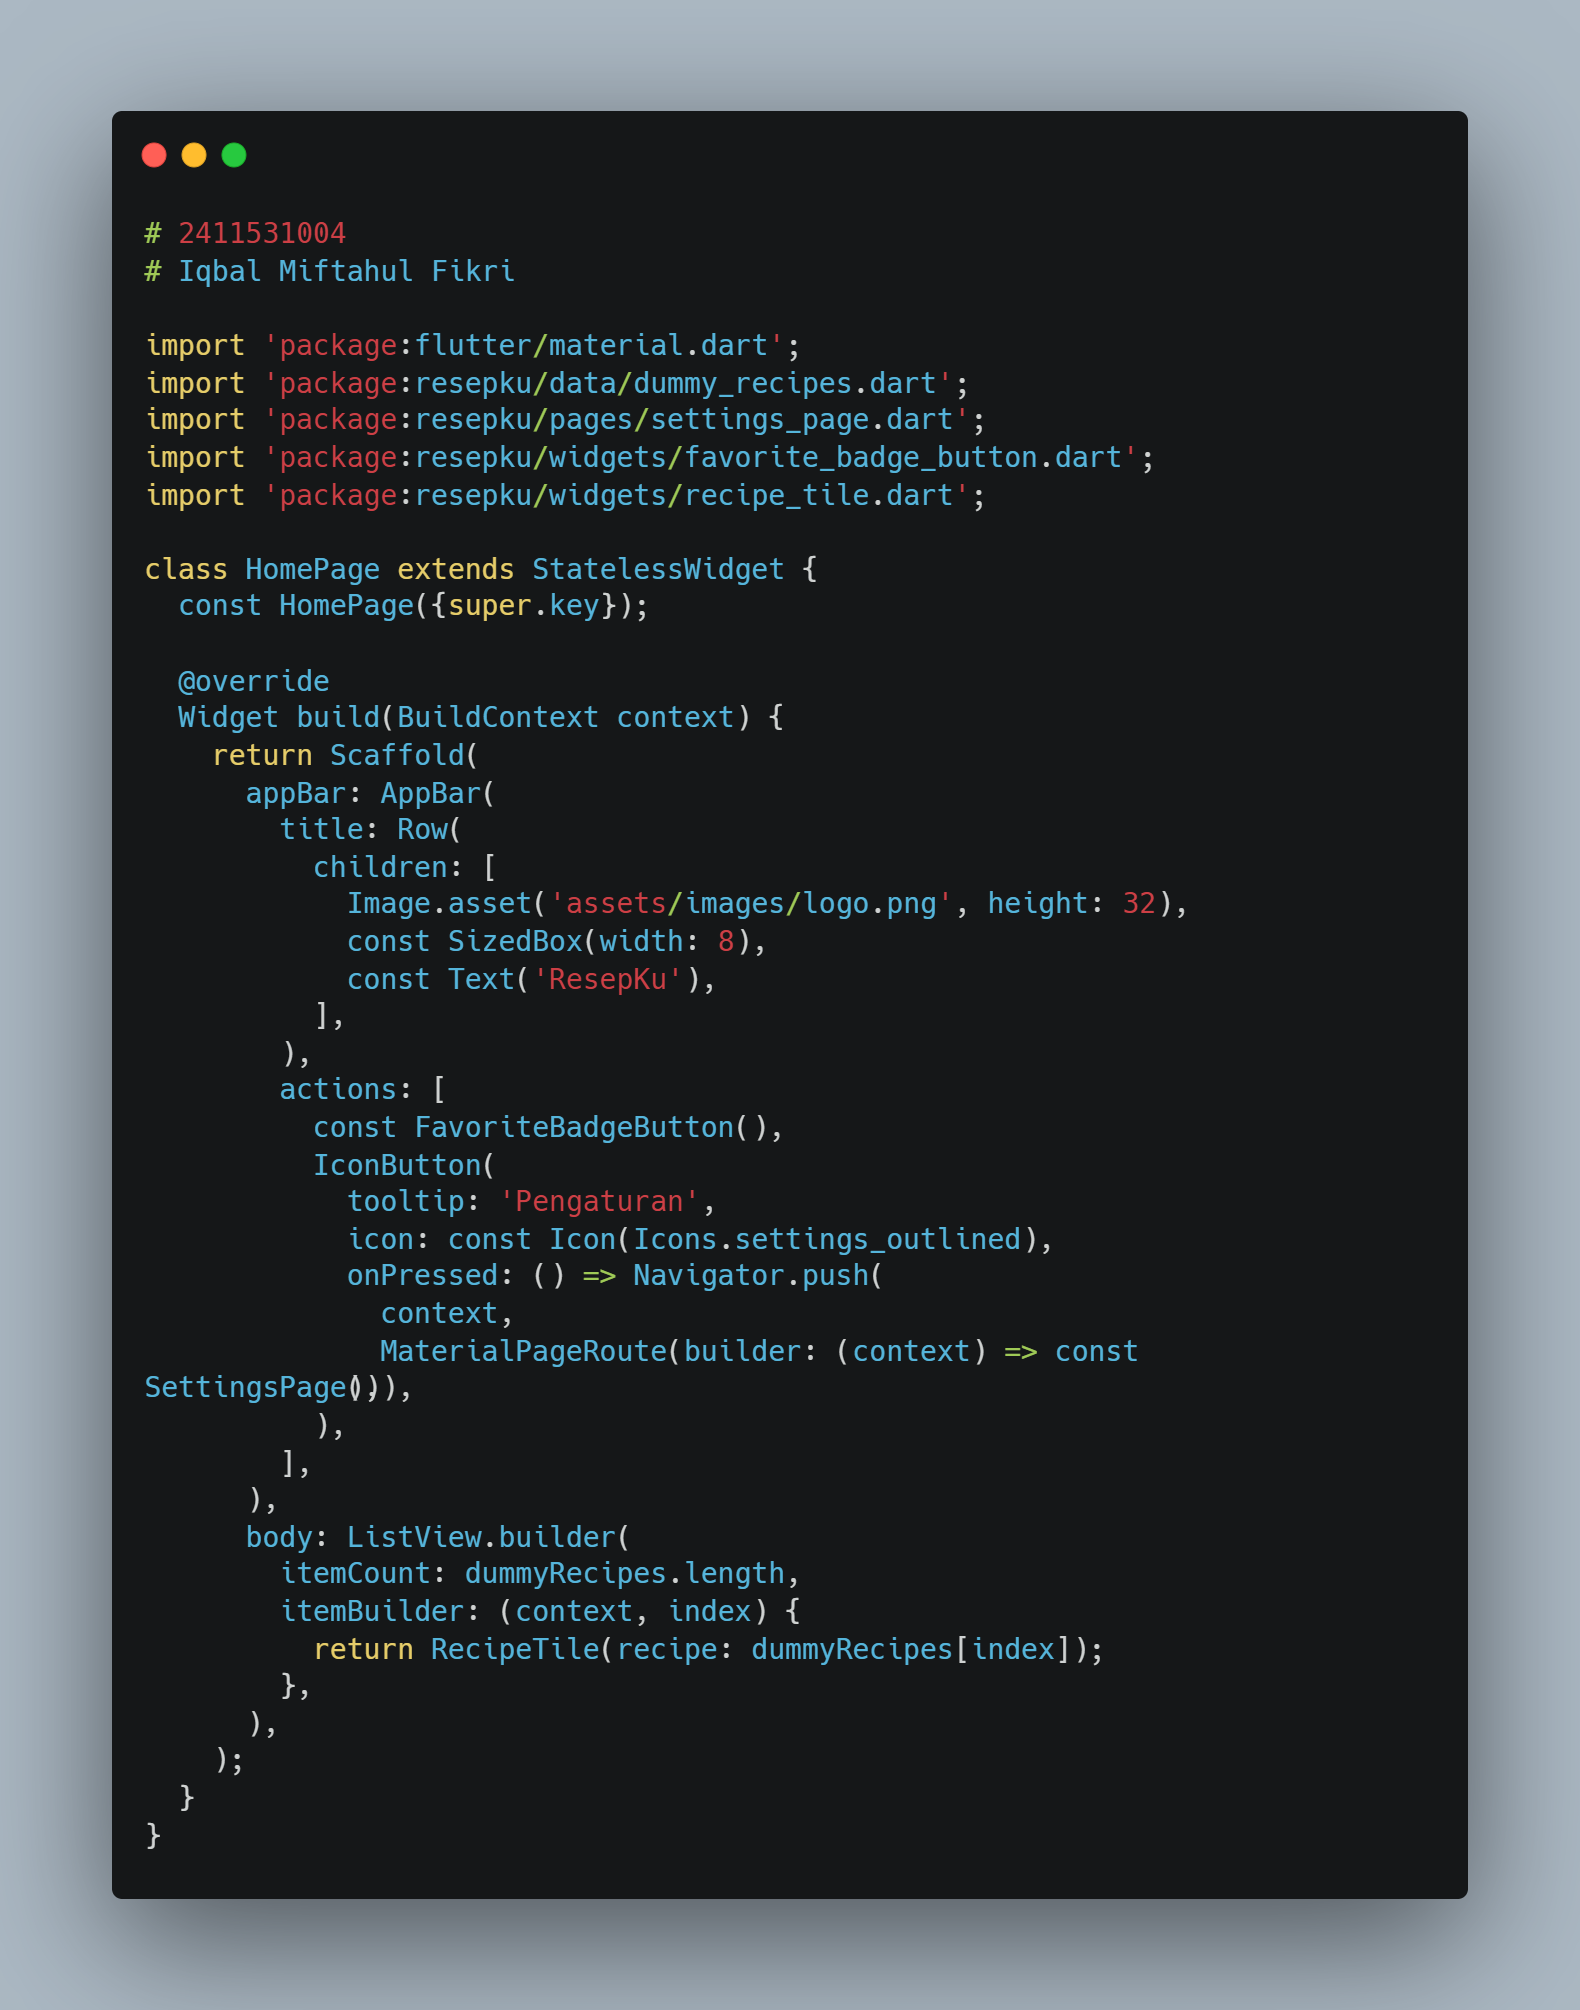 # 2411531004
# Iqbal Miftahul Fikri

import 'package:flutter/material.dart';
import 'package:resepku/data/dummy_recipes.dart';
import 'package:resepku/pages/settings_page.dart';
import 'package:resepku/widgets/favorite_badge_button.dart';
import 'package:resepku/widgets/recipe_tile.dart';

class HomePage extends StatelessWidget {
  const HomePage({super.key});

  @override
  Widget build(BuildContext context) {
    return Scaffold(
      appBar: AppBar(
        title: Row(
          children: [
            Image.asset('assets/images/logo.png', height: 32),
            const SizedBox(width: 8),
            const Text('ResepKu'),
          ],
        ),
        actions: [
          const FavoriteBadgeButton(),
          IconButton(
            tooltip: 'Pengaturan',
            icon: const Icon(Icons.settings_outlined),
            onPressed: () => Navigator.push(
              context,
              MaterialPageRoute(builder: (context) => const
SettingsPage()),
            ),
          ),
        ],
      ),
      body: ListView.builder(
        itemCount: dummyRecipes.length,
        itemBuilder: (context, index) {
          return RecipeTile(recipe: dummyRecipes[index]);
        },
      ),
    );
  }
}